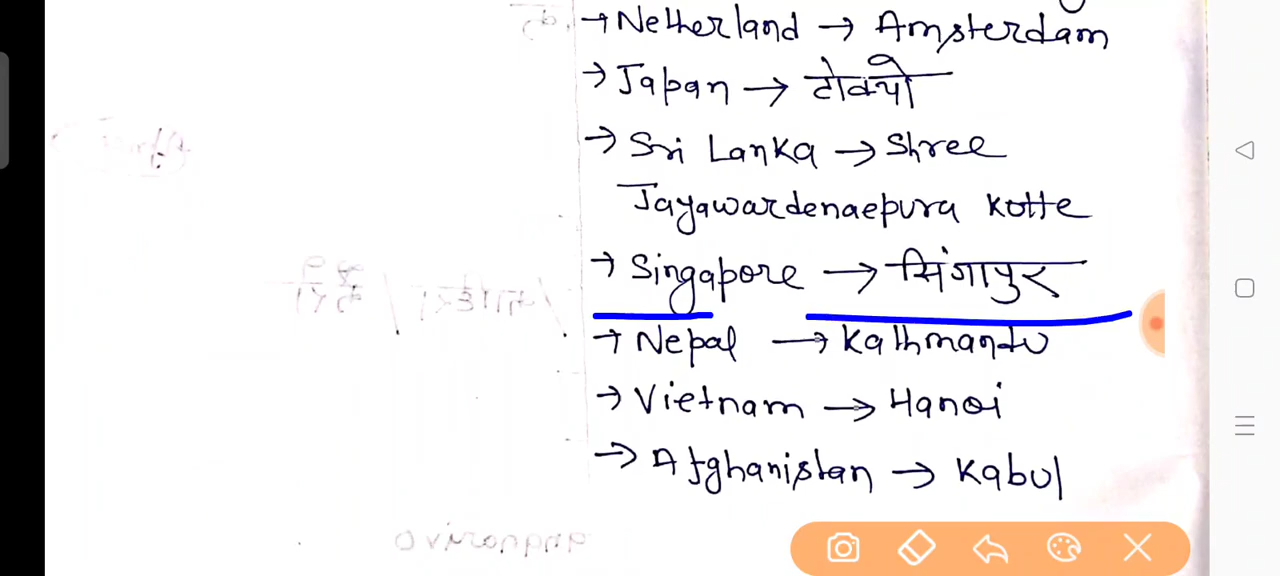 → Netherland → Amsterdam
→ Japan → टोक्यो
→ Sri Lanka → Shree
Jayawardenaepura Kotte
→ Singapore → सिंगापुर
→ Nepal → Kathmandu
→ Vietnam → Hanoi
→ Afghanistan → Kabul